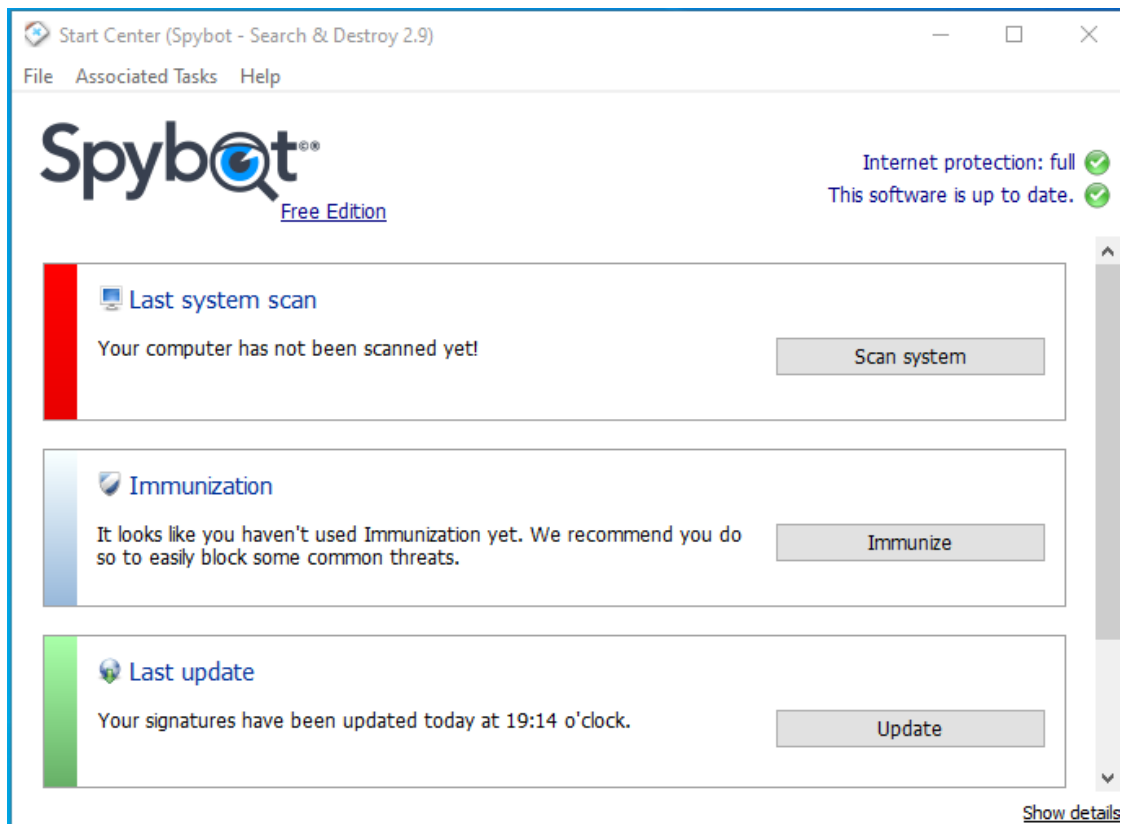 Start Center (Spybot - Search & Destroy 2.9)
File Associated Tasks Help
Spybot©®
Free Edition
Internet protection: full
This software is up to date.
Last system scan
Your computer has not been scanned yet!
Scan system
Immunization
It looks like you haven't used Immunization yet. We recommend you do
so to easily block some common threats.
Immunize
Last update
Your signatures have been updated today at 19:14 o'clock.
Update
Show details